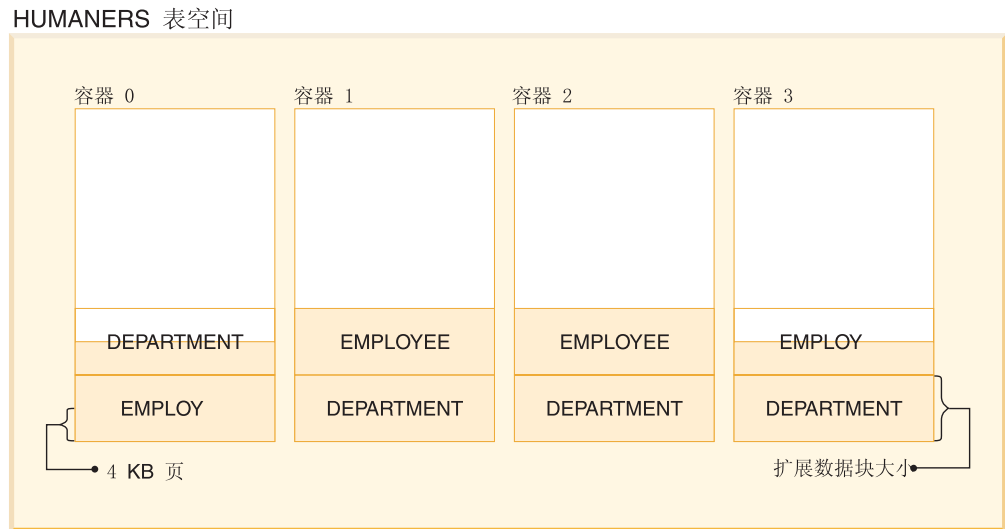 HUMANERS 表空间
容器 0 容器 1 容器 2 容器 3
DEPARTMENT EMPLOYEE EMPLOYEE EMPLOY
EMPLOY DEPARTMENT DEPARTMENT DEPARTMENT
4 KB 页 扩展数据块大小